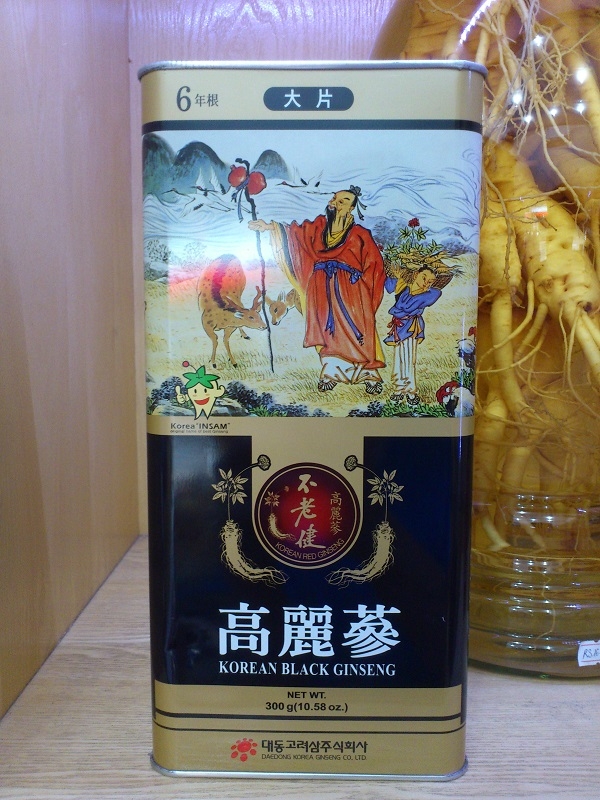 6年根
大片
Korea "INSAM"
不老健
高麗蔘
KOREAN RED GINSENG
高麗蔘
KOREAN BLACK GINSENG
NET WT.
300g(10.58 oz.)
대동고려삼주식회사
DAEDONG KOREA GINSENG CO., LTD.